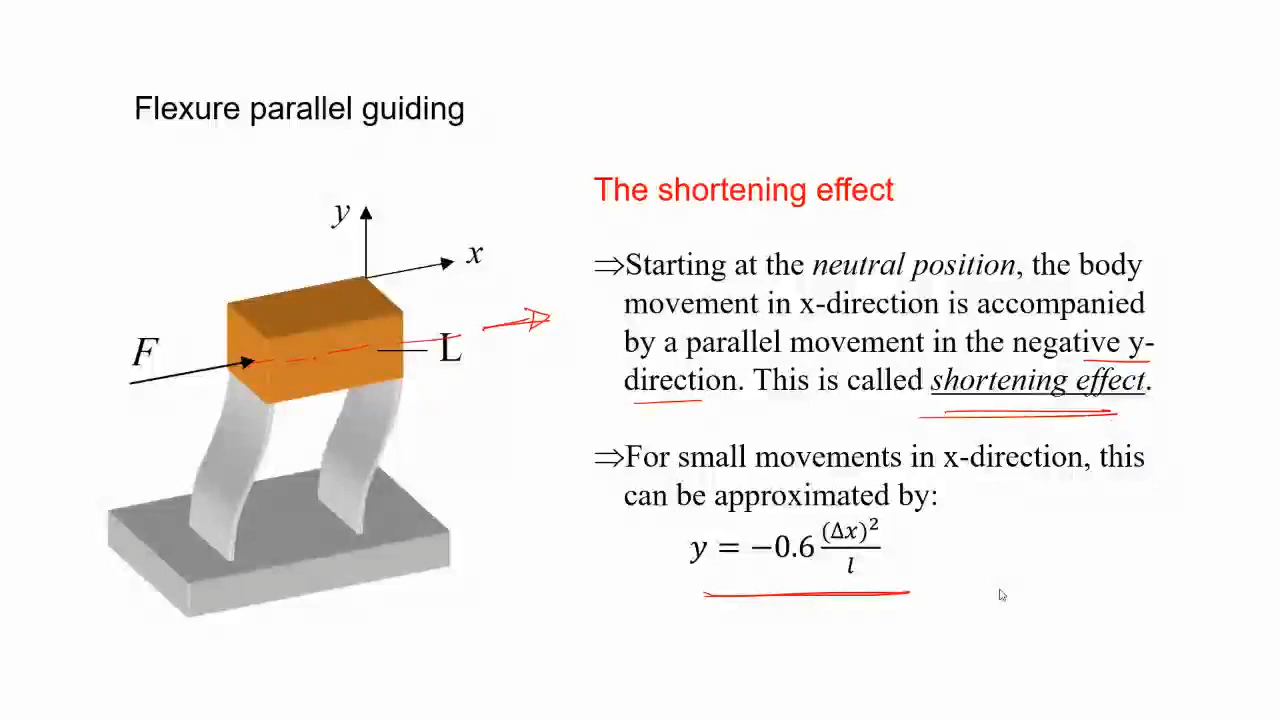 Flexure parallel guiding
The shortening effect
y
x
F
L
⇒Starting at the neutral position, the body
movement in x-direction is accompanied
by a parallel movement in the negative y-
direction. This is called shortening effect.
⇒For small movements in x-direction, this
can be approximated by:
y = −0.6 (Δx)²/l